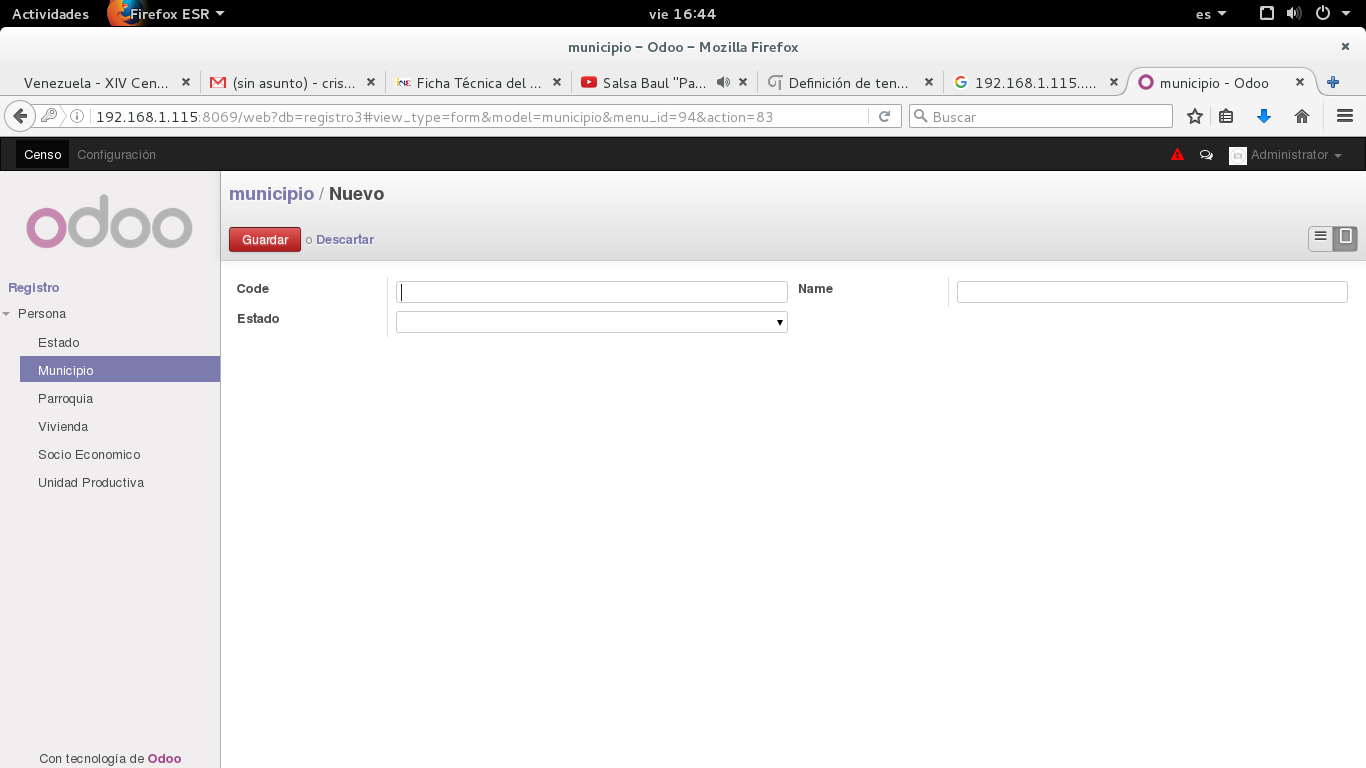 Actividades Firefox ESR vie 16:44 es
municipio - Odoo - Mozilla Firefox
Venezuela - XIV Cen... (sin asunto) - cris... Ficha Técnica del ... Salsa Baul "Pa... Definición de ten... 192.168.1.115..... municipio - Odoo
192.168.1.115:8069/web?db=registro3#view_type=form&model=municipio&menu_id=94&action=83 Buscar
Censo Configuración Administrator
odoo
municipio / Nuevo
Guardar o Descartar
Registro
Persona
Estado
Municipio
Parroquia
Vivienda
Socio Economico
Unidad Productiva
Code Name
Estado
Con tecnología de Odoo